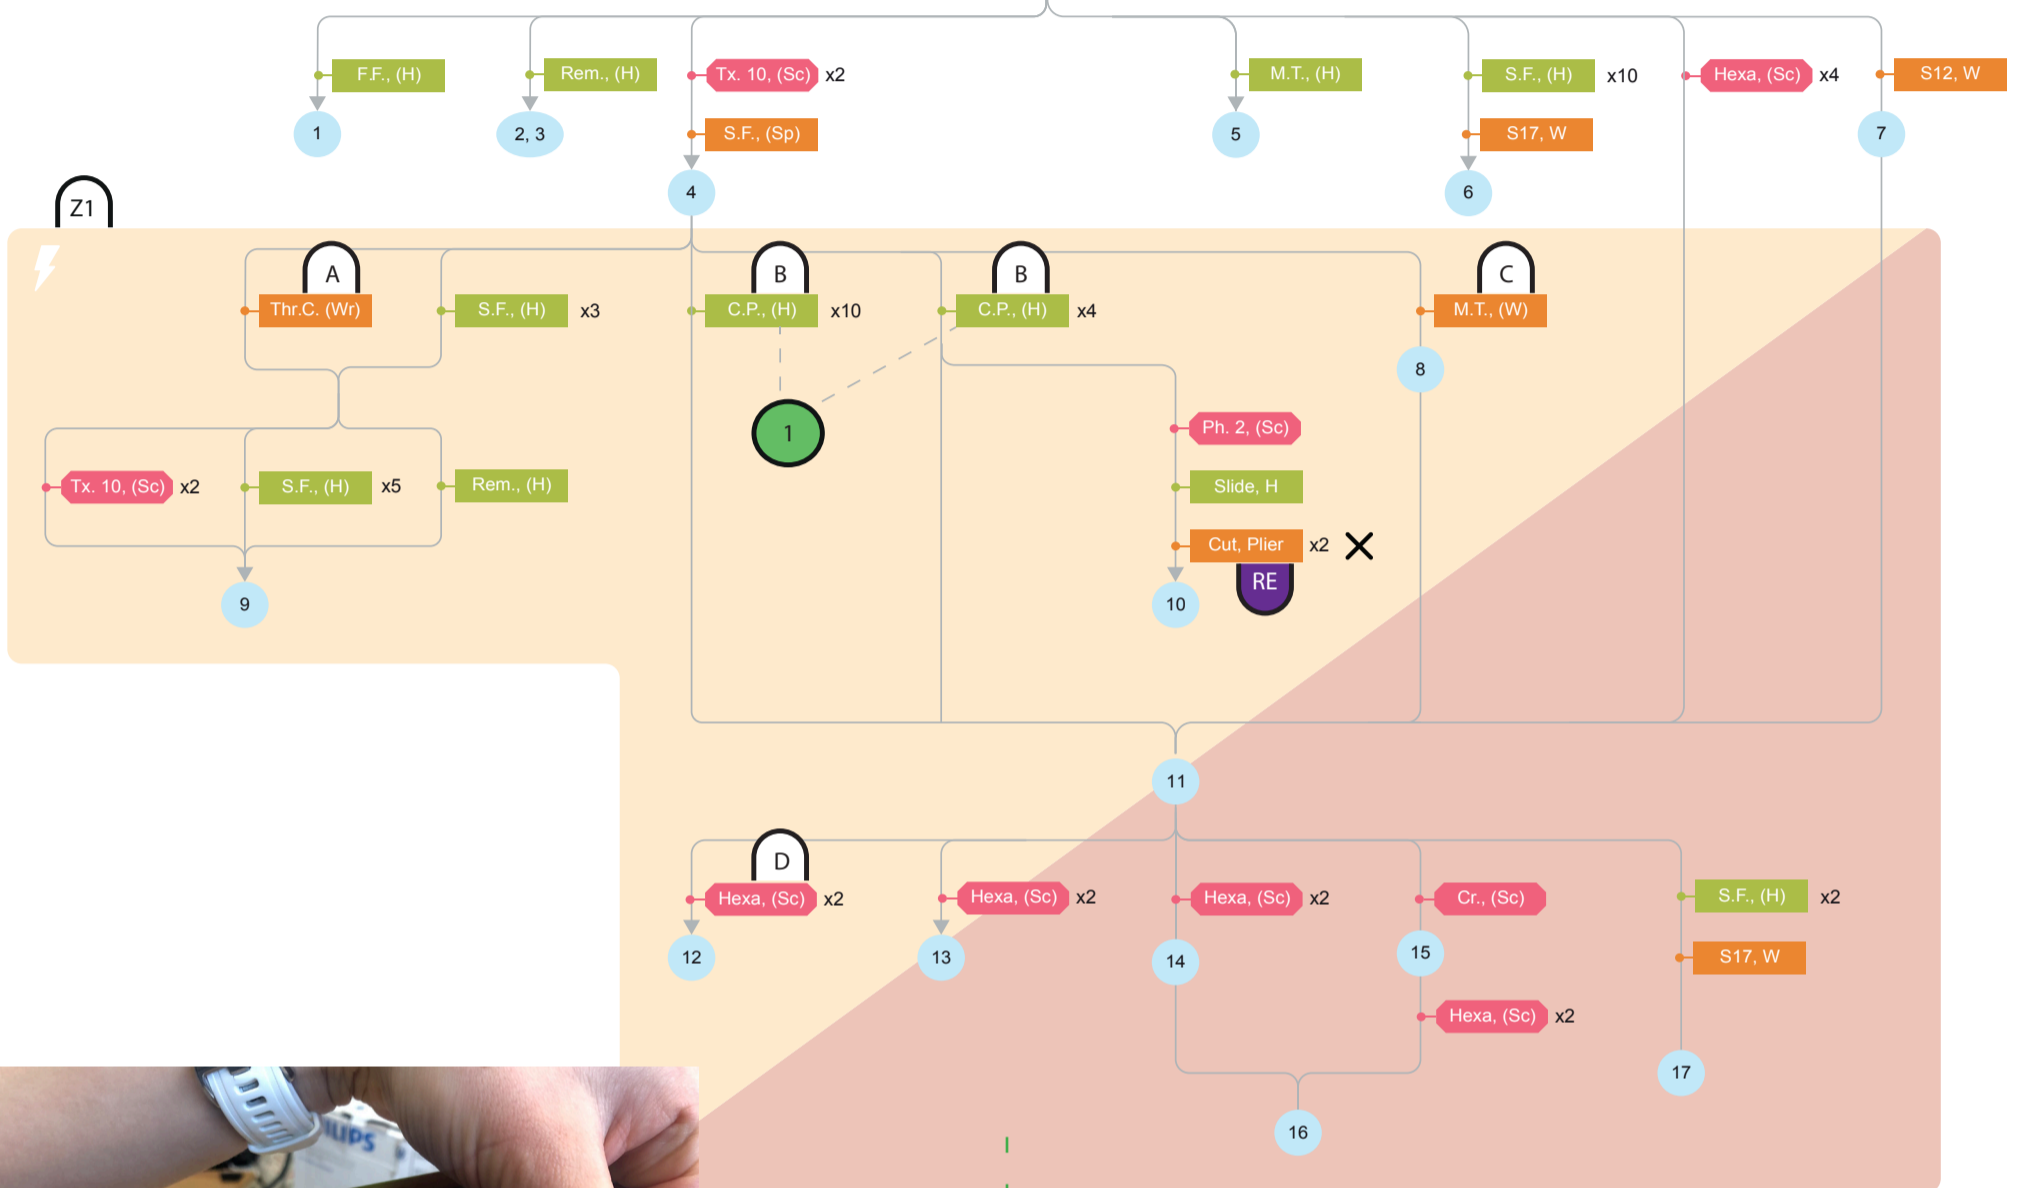 F.F., (H)
Rem., (H)
Tx. 10, (Sc) x2
M.T., (H)
S.F., (H) x10
Hexa, (Sc) x4
S12, W
1
2, 3
S.F., (Sp)
5
S17, W
7
4
6
Z1
A
B
B
C
Thr.C. (Wr)
S.F., (H) x3
C.P., (H) x10
C.P., (H) x4
M.T., (W)
8
1
Ph. 2, (Sc)
Tx. 10, (Sc) x2
S.F., (H) x5
Rem., (H)
Slide, H
Cut, Plier x2
RE
9
10
11
D
Hexa, (Sc) x2
Hexa, (Sc) x2
Hexa, (Sc) x2
Cr., (Sc)
S.F., (H) x2
12
13
14
15
S17, W
Hexa, (Sc) x2
17
16
ILIPS